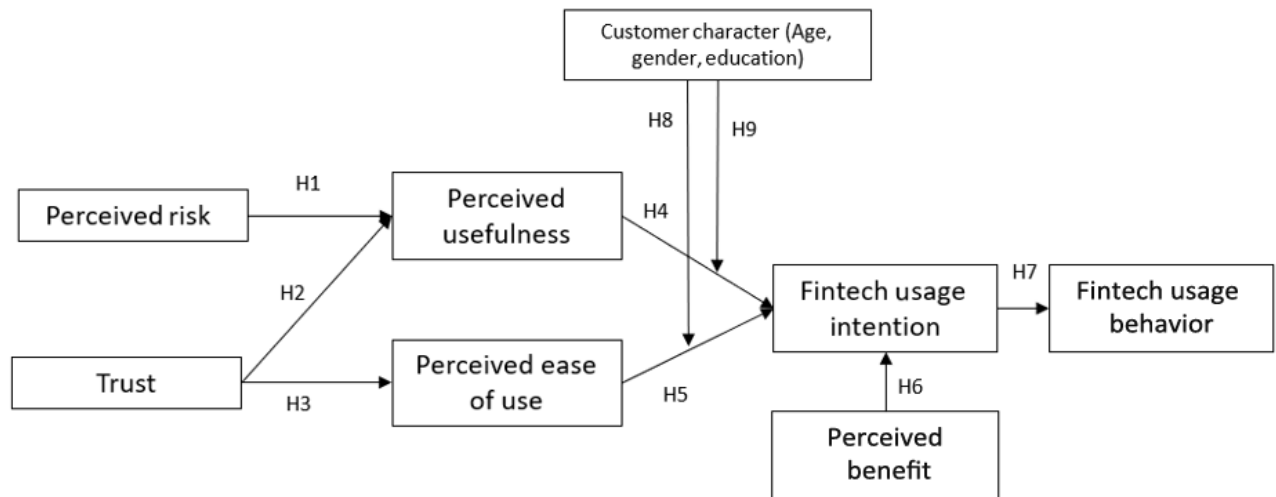 Customer character (Age,
gender, education)
H8
H9
H1
Perceived risk
Perceived
usefulness
H4
H2
Fintech usage
intention
H7
Fintech usage
behavior
Trust
H3
Perceived ease
of use
H5
H6
Perceived
benefit